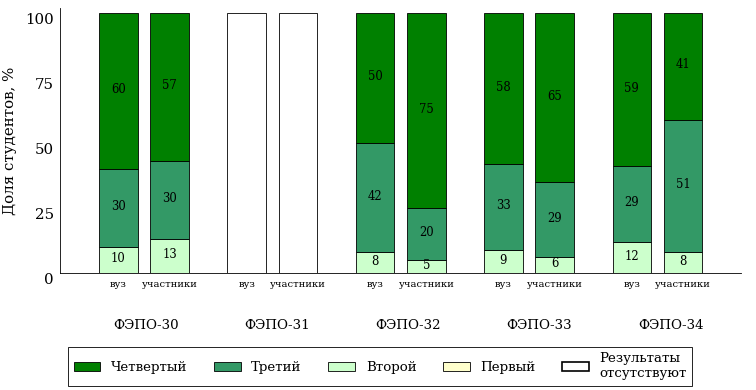 Доля студентов, %
100
75
50
25
0
60 57 50 75 58 65 59 41
30 30 42 20 33 29 29 51
10 13 8 5 9 6 12 8
вуз участники вуз участники вуз участники вуз участники вуз участники
ФЭПО-30 ФЭПО-31 ФЭПО-32 ФЭПО-33 ФЭПО-34
Четвертый Третий Второй Первый Результаты
отсутствуют